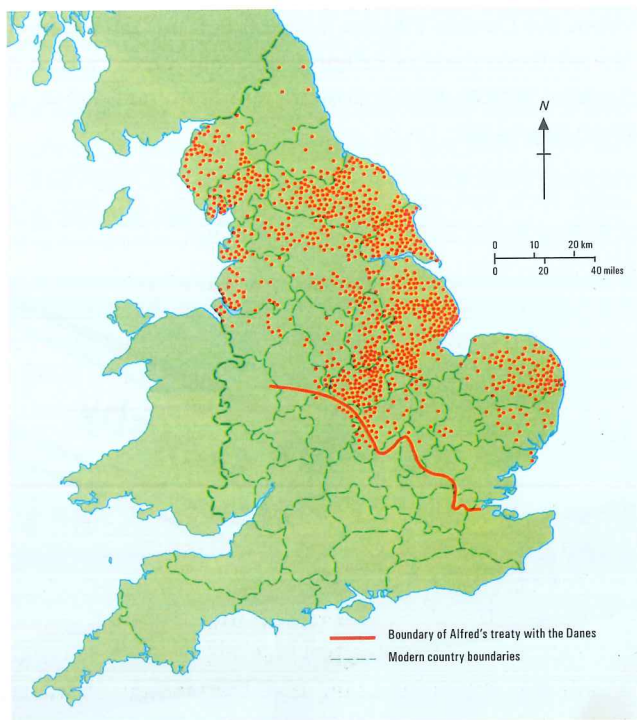 N
0 10 20 km
0 20 40 miles
Boundary of Alfred's treaty with the Danes
Modern country boundaries